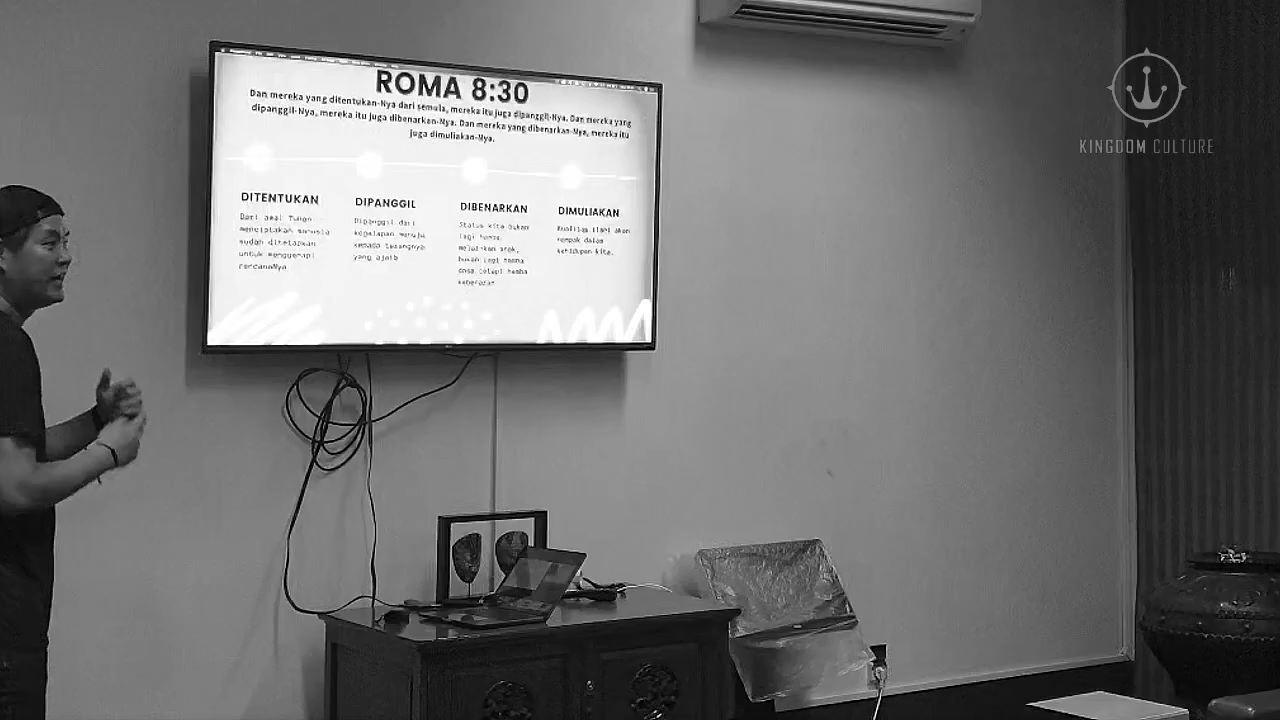 ROMA 8:30
Dan mereka yang ditentukan-Nya dari semula, mereka itu juga dipanggil-Nya. Dan mereka yang
dipanggil-Nya, mereka itu juga dibenarkan-Nya. Dan mereka yang dibenarkan-Nya, mereka itu
juga dimuliakan-Nya.
DITENTUKAN
Dari awal Tuhan
menciptakan manusia
sudah ditetapkan
untuk menggenapi
rencanaNya
DIPANGGIL
Dipanggil dari
kegelapan menuju
kepada terangnya
yang ajaib
DIBENARKAN
Status kita bukan
lagi hamba
melainkan anak,
bukan lagi hamba
dosa tetapi hamba
kebenaran
DIMULIAKAN
Kualitas ilahi akan
nampak dalam
kehidupan kita.
KINGDOM CULTURE